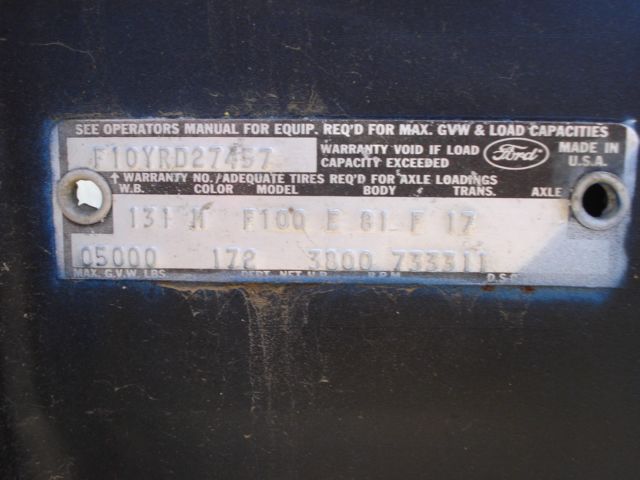 SEE OPERATORS MANUAL FOR EQUIP. REQ'D FOR MAX. GVW & LOAD CAPACITIES
F10YRD27457 WARRANTY VOID IF LOAD CAPACITY EXCEEDED Ford MADE IN U.S.A.
↑ WARRANTY NO./ADEQUATE TIRES REQ'D FOR AXLE LOADINGS
W.B. COLOR MODEL BODY TRANS. AXLE
131 F100 E 81 F 17
05000 172 3800 733311
MAX. G.V.W. LBS CERT. NET H.P. R.P.M. D.S.O.